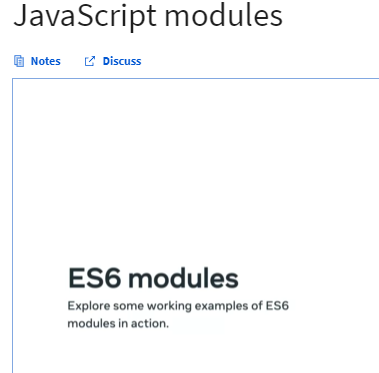 JavaScript modules
Notes Discuss
ES6 modules
Explore some working examples of ES6
modules in action.